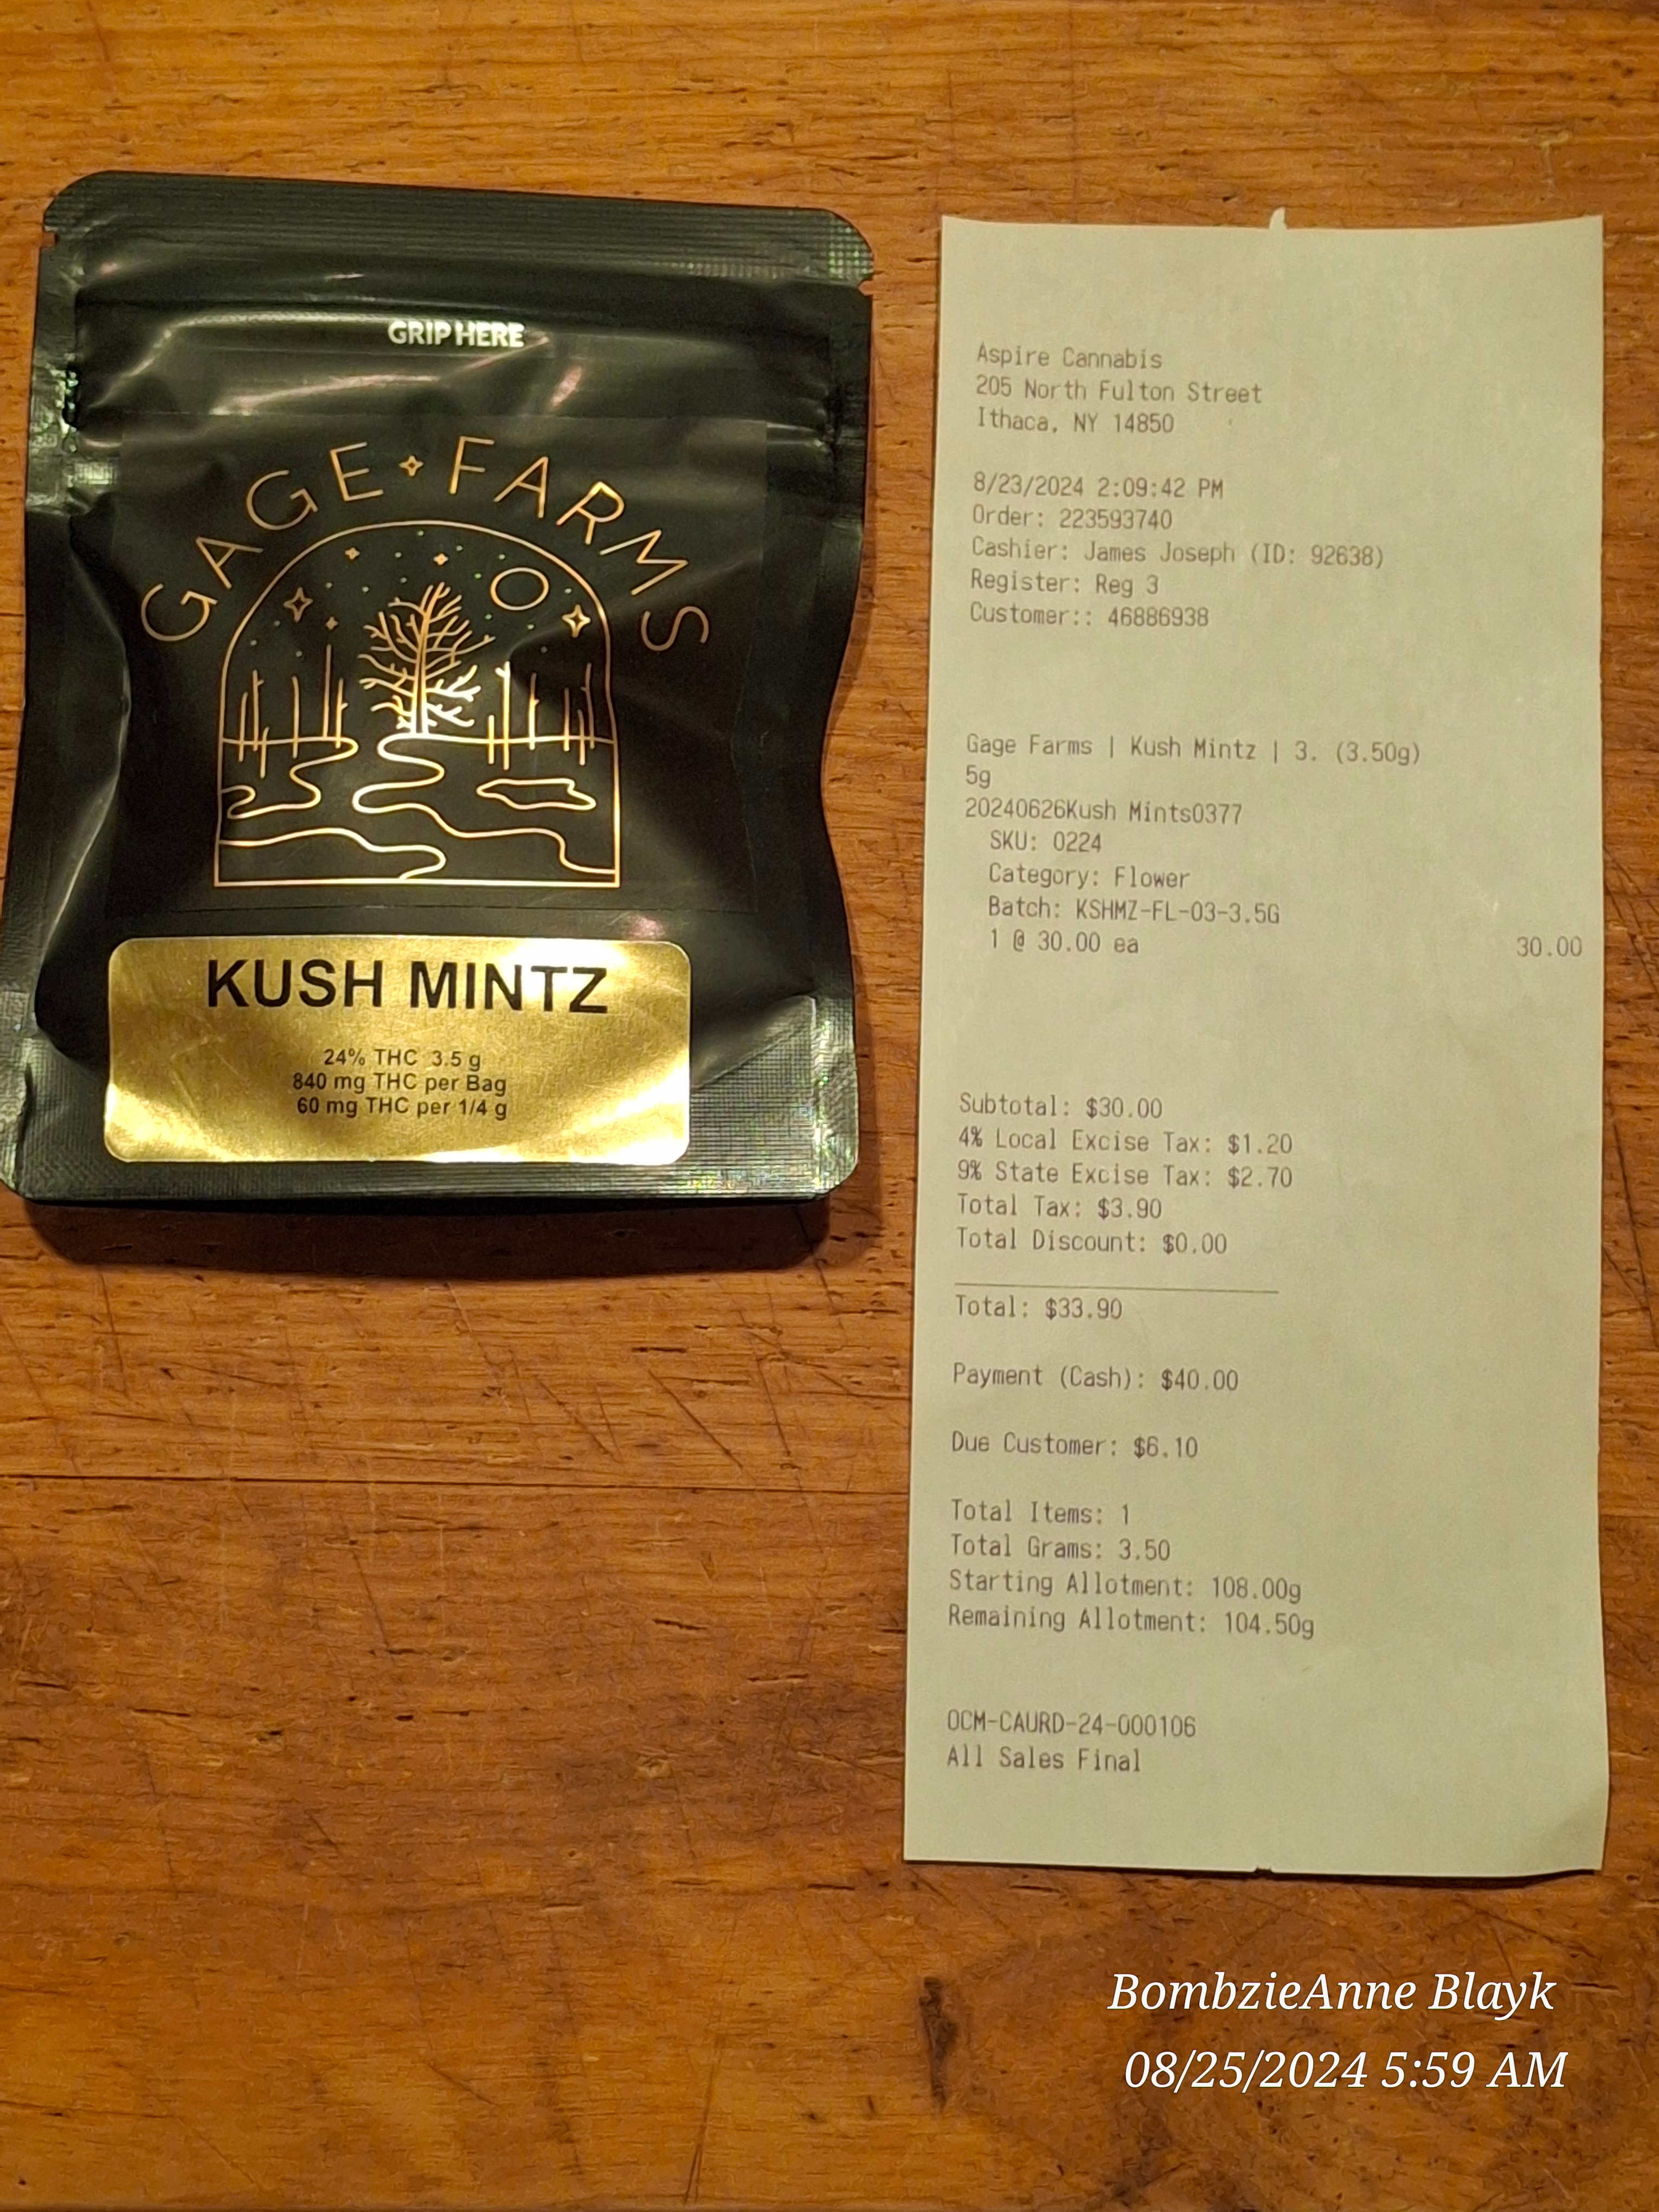 GRIP HERE
GAGE FARMS
KUSH MINTZ
24% THC 3.5 g
840 mg THC per Bag
60 mg THC per 1/4 g
Aspire Cannabis
205 North Fulton Street
Ithaca, NY 14850
8/23/2024 2:09:42 PM
Order: 223593740
Cashier: James Joseph (ID: 92638)
Register: Reg 3
Customer:: 46886938
Gage Farms | Kush Mintz | 3. (3.50g)
5g
20240626Kush Mints0377
SKU: 0224
Category: Flower
Batch: KSHMZ-FL-03-3.5G
1 @ 30.00 ea 30.00
Subtotal: $30.00
4% Local Excise Tax: $1.20
9% State Excise Tax: $2.70
Total Tax: $3.90
Total Discount: $0.00
Total: $33.90
Payment (Cash): $40.00
Due Customer: $6.10
Total Items: 1
Total Grams: 3.50
Starting Allotment: 108.00g
Remaining Allotment: 104.50g
OCM-CAURD-24-000106
All Sales Final
BombzieAnne Blayk
08/25/2024 5:59 AM